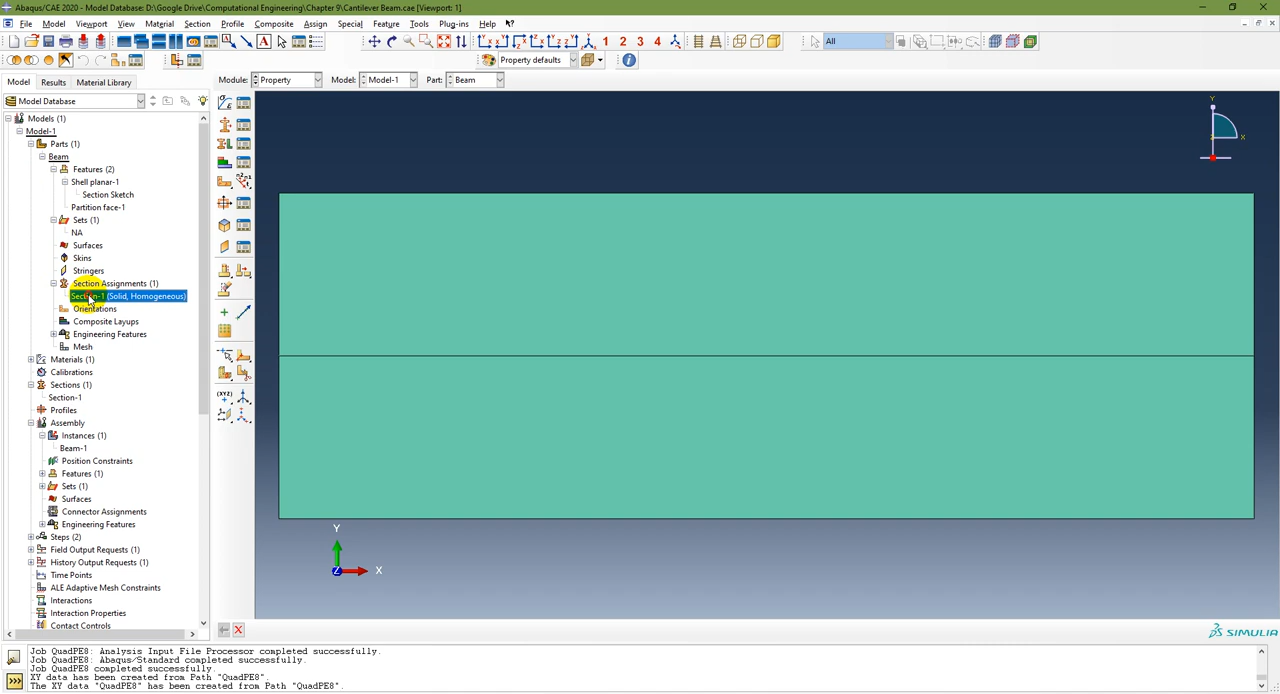 Abaqus/CAE 2020 - Model Database: D:\Google Drive\Computational Engineering\Chapter 9\Cantilever Beam.cae [Viewport: 1]
File Model Viewport View Material Section Profile Composite Assign Special Feature Tools Plug-ins Help
1 2 3 4 All
Property defaults
Model Results Material Library Module: Property Model: Model-1 Part: Beam
Model Database
Models (1)
Model-1
Parts (1)
Beam
Features (2)
Shell planar-1
Section Sketch
Partition face-1
Sets (1)
NA
Surfaces
Skins
Stringers
Section Assignments (1)
Section-1 (Solid, Homogeneous)
Orientations
Composite Layups
Engineering Features
Mesh
Materials (1)
Calibrations
Sections (1)
Section-1
Profiles
Assembly
Instances (1)
Beam-1
Position Constraints
Features (1)
Sets (1)
Surfaces
Connector Assignments
Engineering Features
Steps (2)
Field Output Requests (1)
History Output Requests (1)
Time Points
ALE Adaptive Mesh Constraints
Interactions
Interaction Properties
Contact Controls
Y
X
Y
Z
X
SIMULIA
Job QuadPE8: Analysis Input File Processor completed successfully.
Job QuadPE8: Abaqus/Standard completed successfully.
Job QuadPE8 completed successfully.
XY data has been created from Path "QuadPE8".
The XY data "QuadPE8" has been created from Path "QuadPE8".